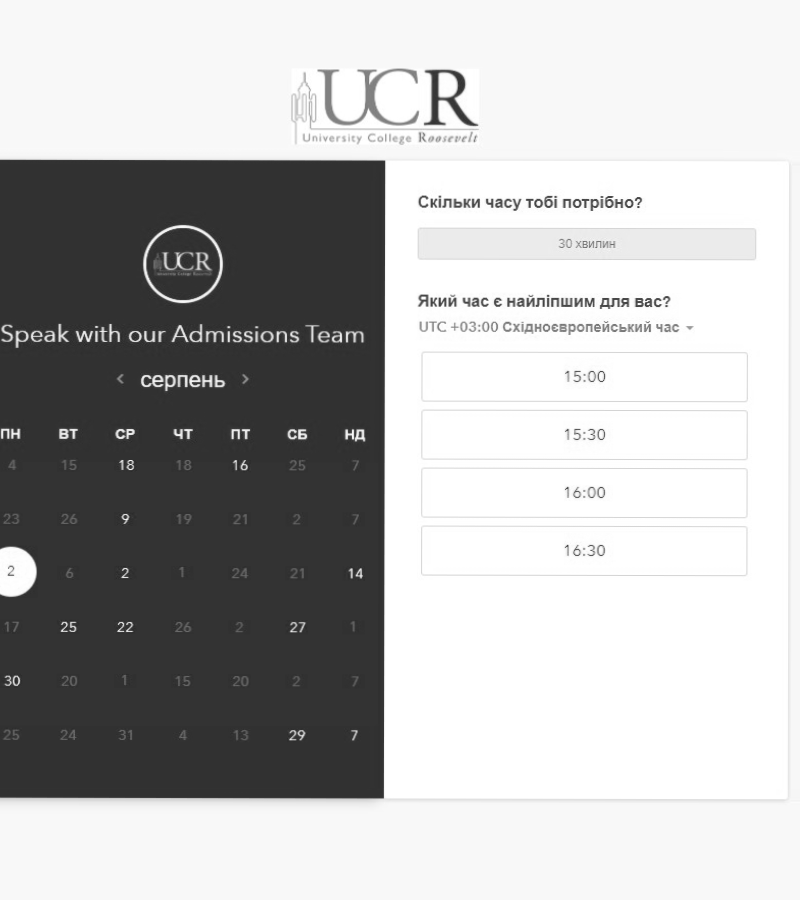 UCR
University College Roosevelt
UCR
Speak with our Admissions Team
серпень
ПН ВТ СР ЧТ ПТ СБ НД
4 15 18 18 16 25 7
23 26 9 19 21 2 7
2 6 2 1 24 21 14
17 25 22 26 2 27 1
30 20 1 15 20 2 7
25 24 31 4 13 29 7
Скільки часу тобі потрібно?
30 хвилин
Який час є найліпшим для вас?
UTC +03:00 Східноєвропейський час
15:00
15:30
16:00
16:30